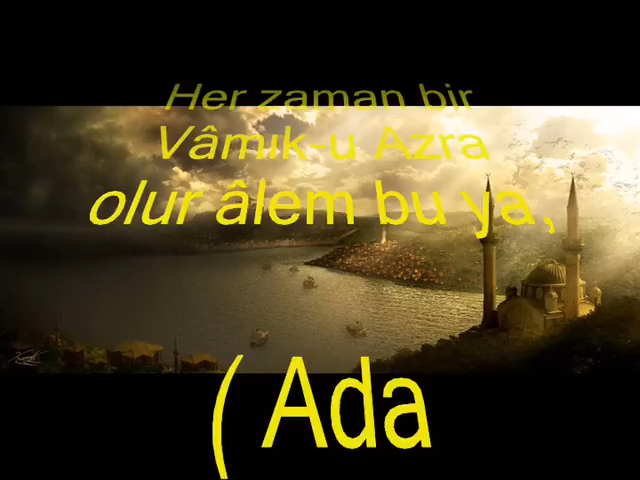 Her zaman bir
Vâmık-u Azra
olur âlem bu ya,
( Ada